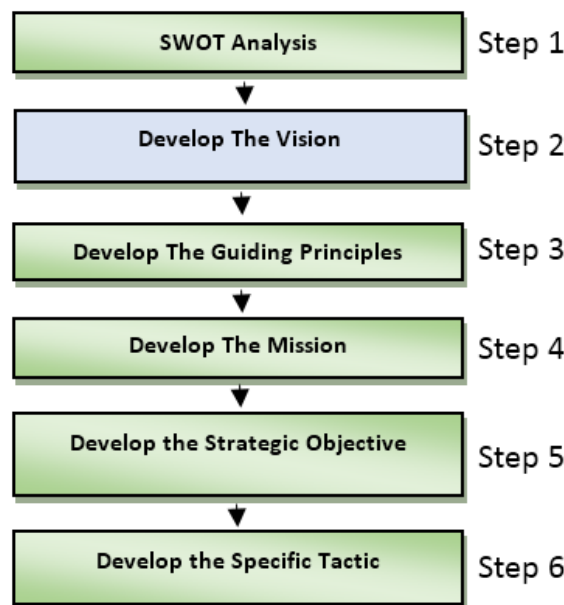 SWOT Analysis Step 1
Develop The Vision Step 2
Develop The Guiding Principles Step 3
Develop The Mission Step 4
Develop the Strategic Objective Step 5
Develop the Specific Tactic Step 6